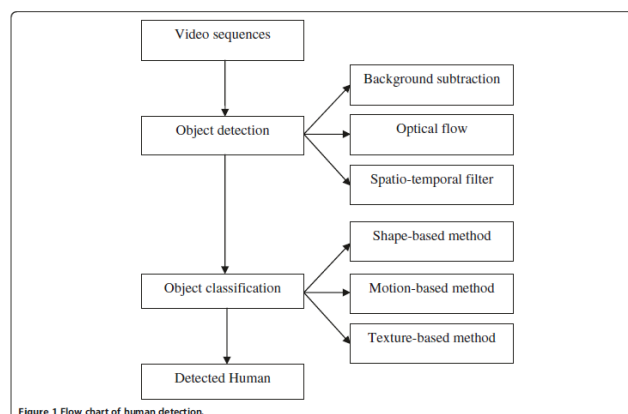 Video sequences
Background subtraction
Object detection
Optical flow
Spatio-temporal filter
Shape-based method
Object classification
Motion-based method
Texture-based method
Detected Human
Figure 1 Flow chart of human detection.